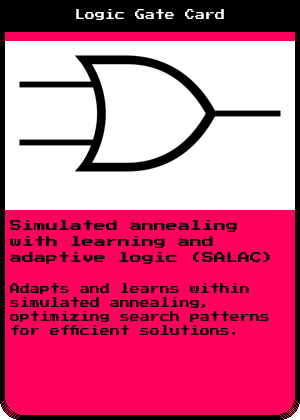 Logic Gate Card
Simulated annealing
with learning and
adaptive logic (SALAC)
Adapts and learns within
simulated annealing,
optimizing search patterns
for efficient solutions.